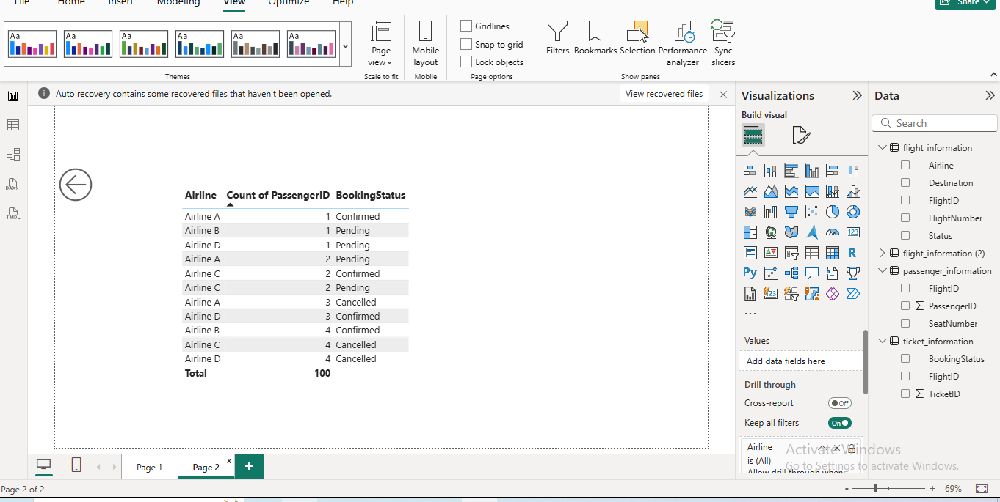 File Home Insert Modeling View Optimize Help Share
Aa Aa Aa Aa Aa Aa
Page view
Mobile layout
Gridlines
Snap to grid
Lock objects
Filters Bookmarks Selection Performance analyzer Sync slicers
Themes Scale to fit Mobile Page options Show panes
Auto recovery contains some recovered files that haven't been opened. View recovered files
DAX
TMDL
Airline Count of PassengerID BookingStatus
Airline A 1 Confirmed
Airline B 1 Pending
Airline D 1 Pending
Airline A 2 Pending
Airline C 2 Confirmed
Airline C 2 Pending
Airline A 3 Cancelled
Airline D 3 Confirmed
Airline B 4 Confirmed
Airline C 4 Cancelled
Airline D 4 Cancelled
Total 100
Visualizations
Build visual
123
R
Py
123
...
Values
Add data fields here
Drill through
Cross-report Off
Keep all filters On
Airline
is (All)
Allow drill through when:
Data
Search
flight_information
Airline
Destination
FlightID
FlightNumber
Status
flight_information (2)
passenger_information
FlightID
Σ PassengerID
SeatNumber
ticket_information
BookingStatus
FlightID
Σ TicketID
Activate Windows
Go to Settings to activate Windows.
Page 1 Page 2 x +
Page 2 of 2 - + 69%